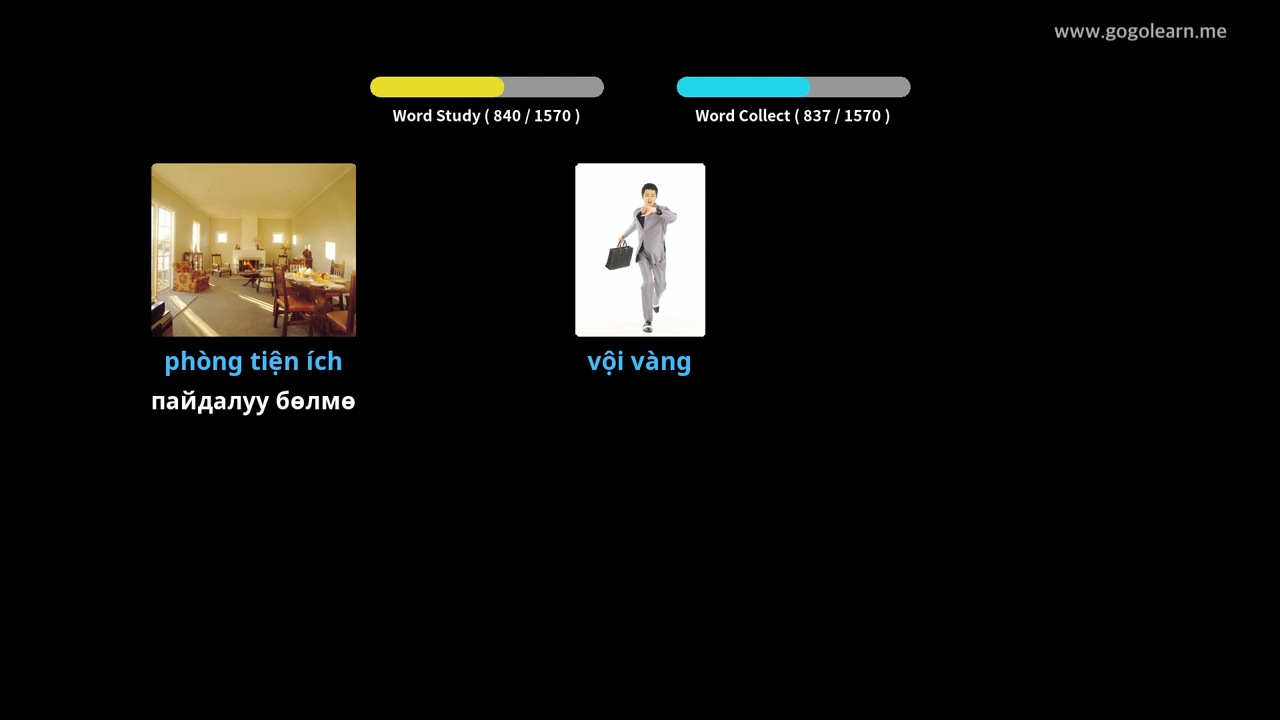 www.gogolearn.me
Word Study ( 840 / 1570 )
Word Collect ( 837 / 1570 )
phòng tiện ích
vội vàng
пайдалуу бөлмө